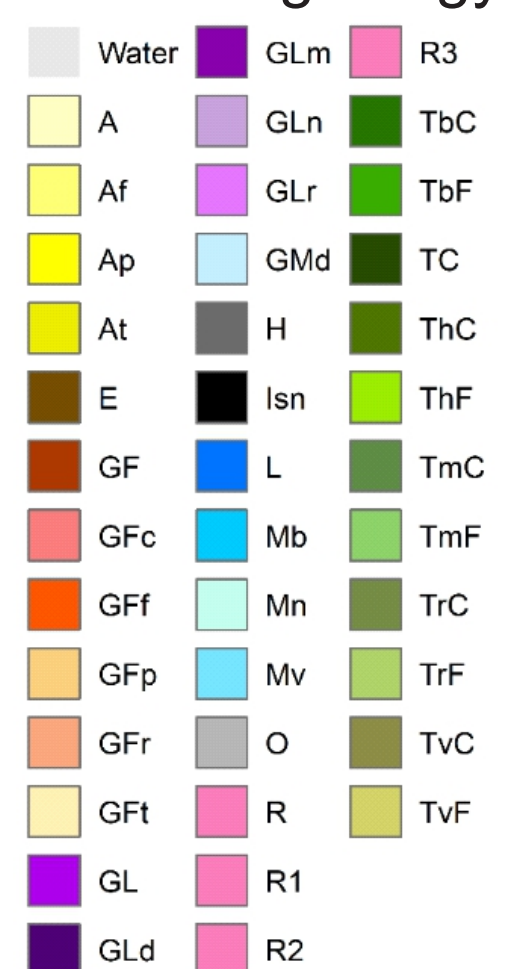 Water
A
Af
Ap
At
E
GF
GFc
GFf
GFp
GFr
GFt
GL
GLd
GLm
GLn
GLr
GMd
H
Isn
L
Mb
Mn
Mv
O
R
R1
R2
R3
TbC
TbF
TC
ThC
ThF
TmC
TmF
TrC
TrF
TvC
TvF